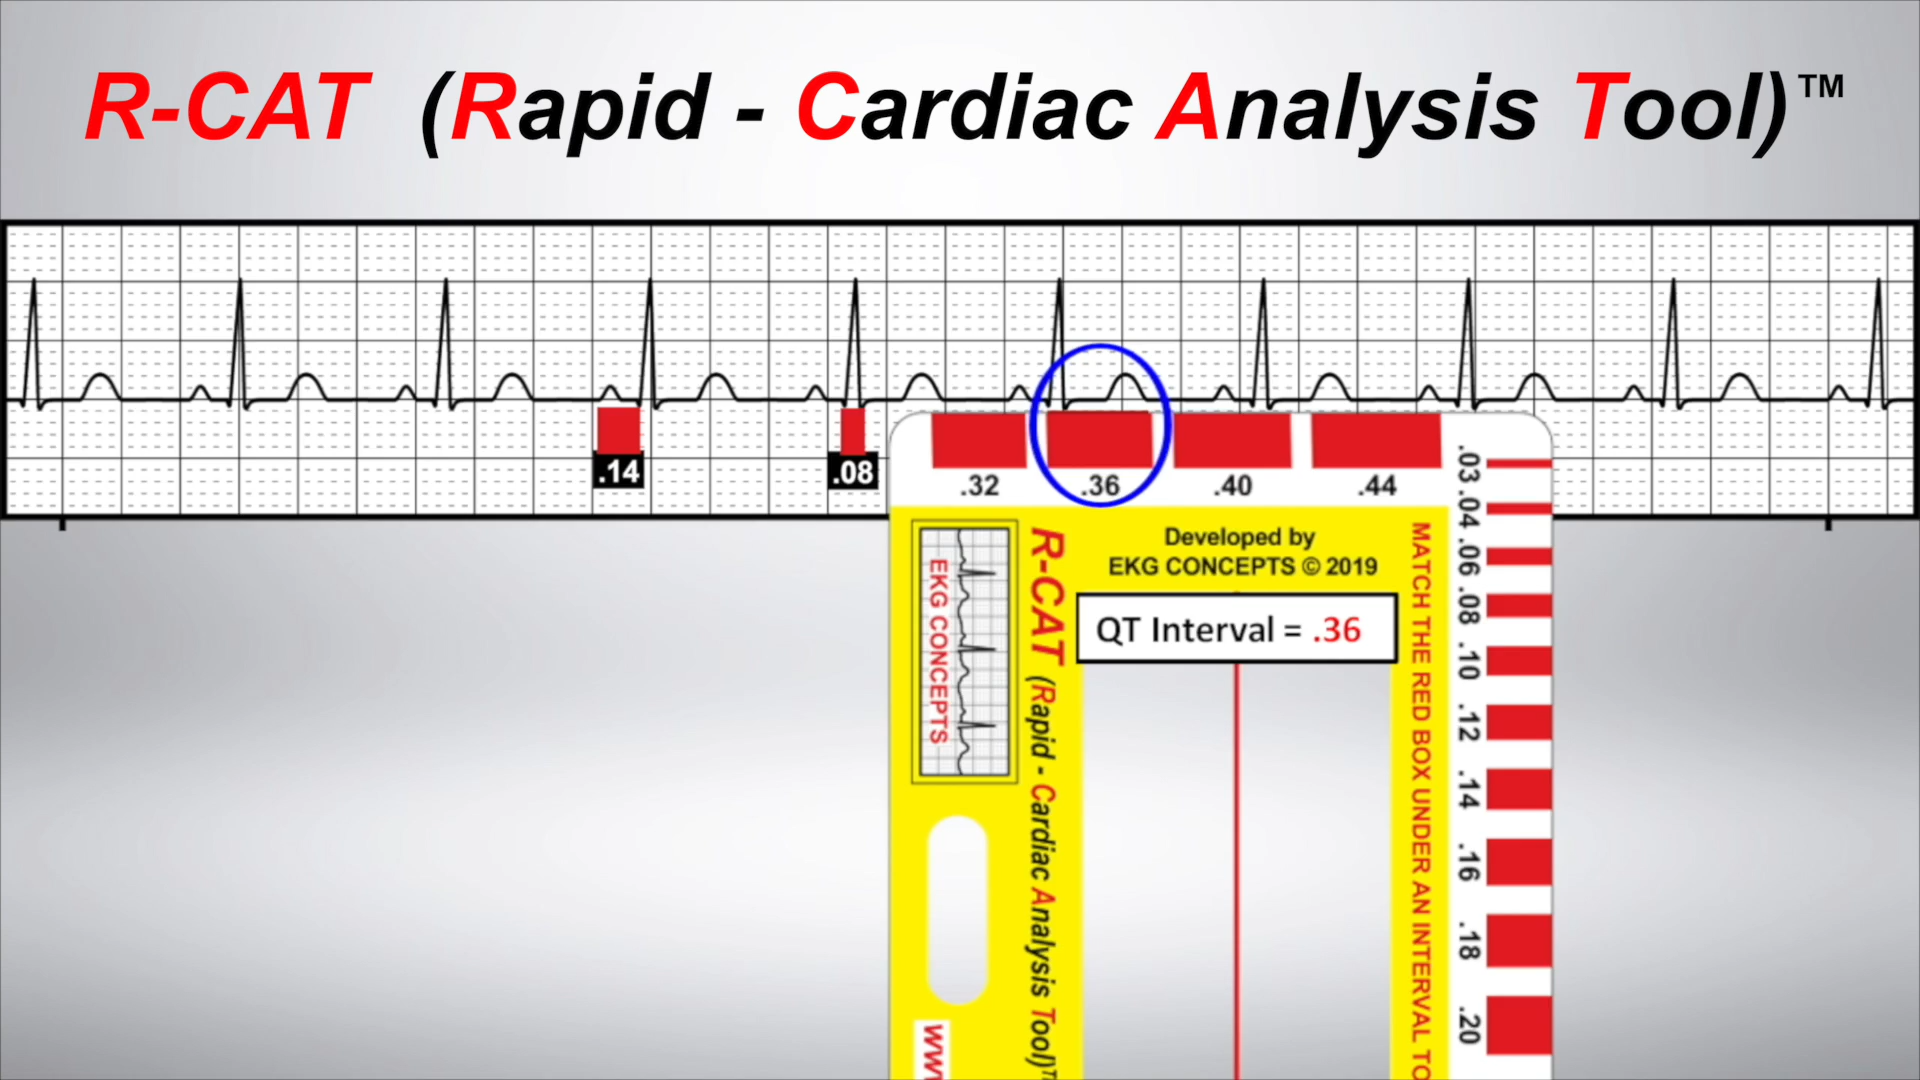 R-CAT (Rapid - Cardiac Analysis Tool)™
.14
.08
.32 .36 .40 .44
Developed by
EKG CONCEPTS © 2019
QT Interval = .36
EKG CONCEPTS
R-CAT (Rapid - Cardiac Analysis Tool)™
MATCH THE RED BOX UNDER AN INTERVAL TO
.03
.04
.06
.08
.10
.12
.14
.16
.18
.20